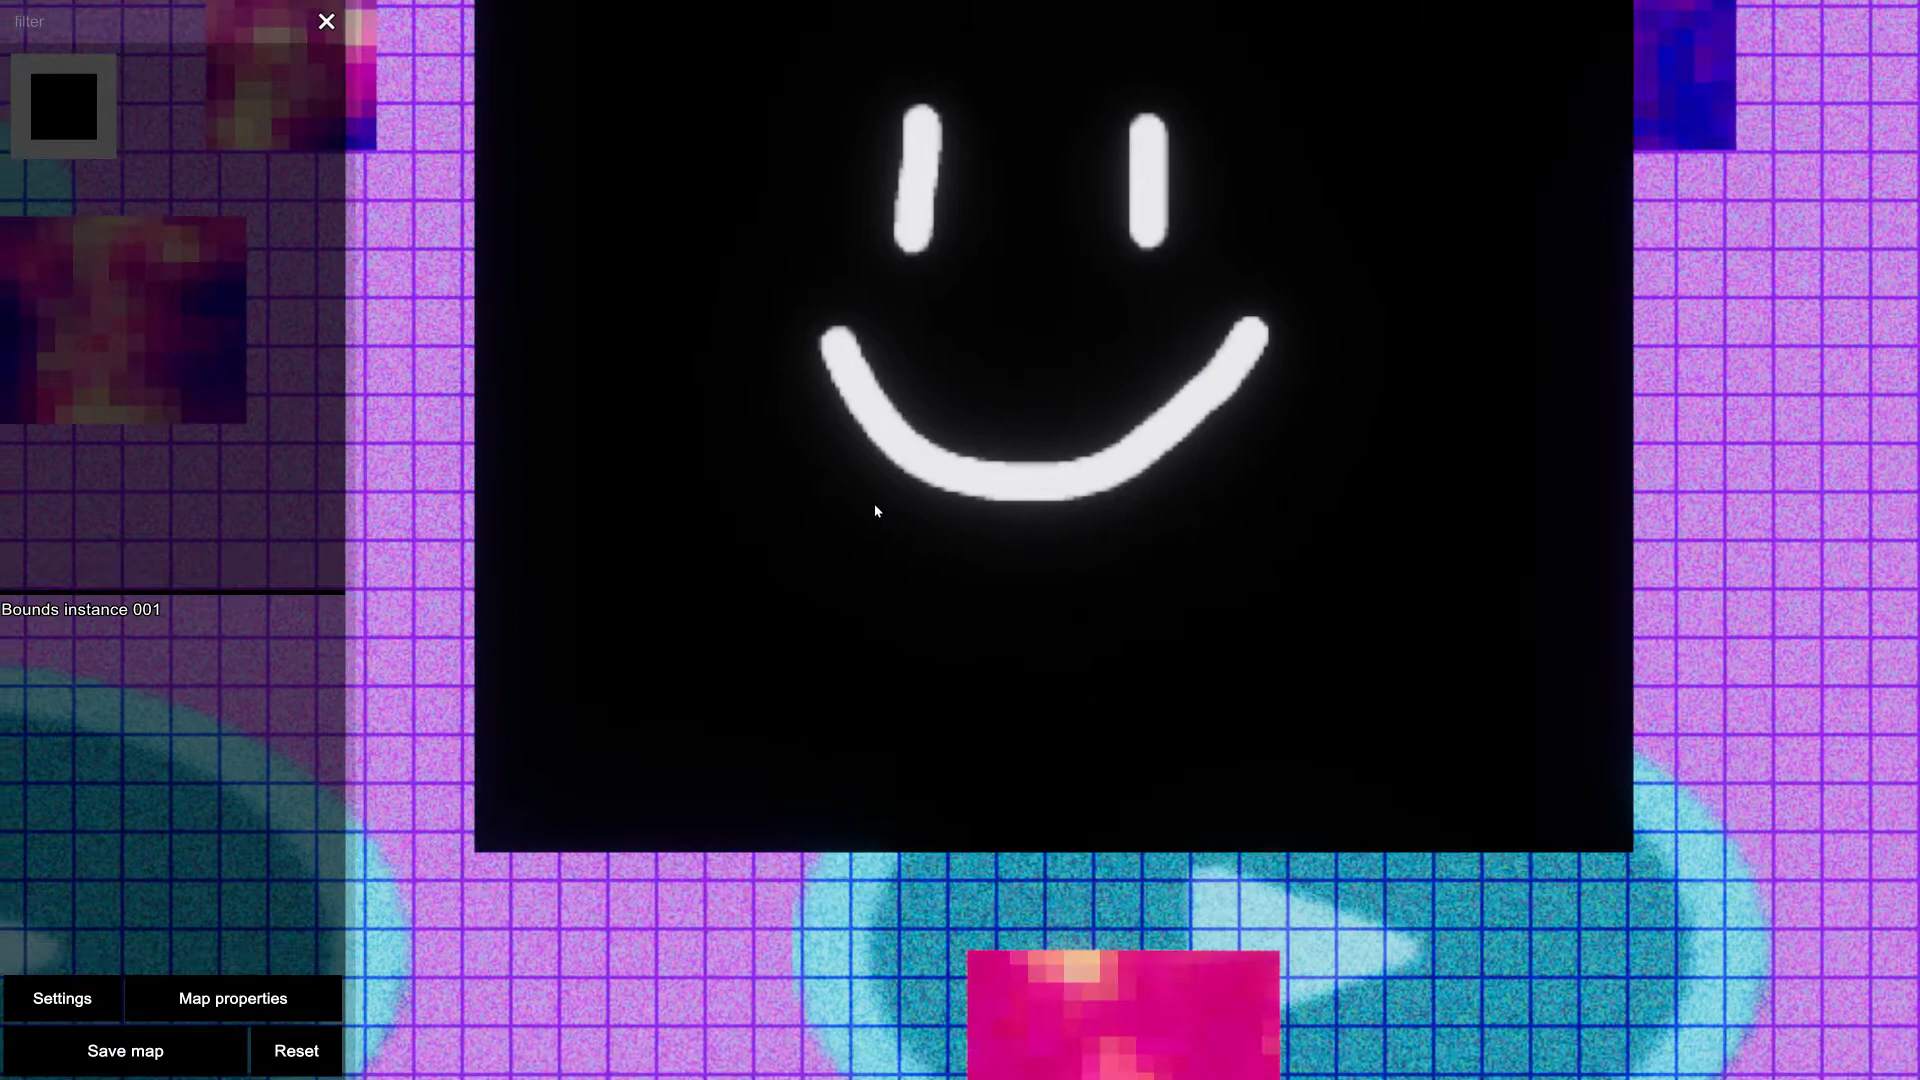 filter
Bounds instance 001
Settings
Map properties
Save map
Reset